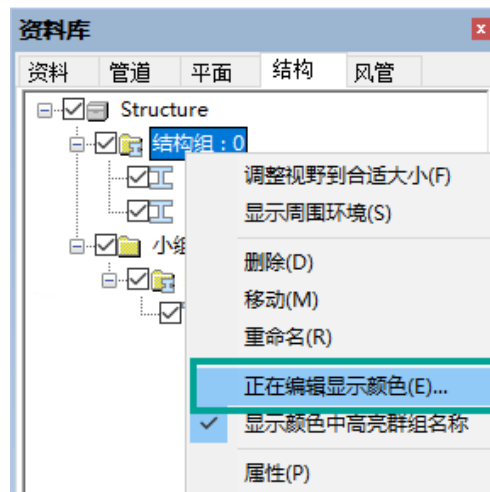 资料库
资料 管道 平面 结构 风管
Structure
结构组：0
调整视野到合适大小(F)
显示周围环境(S)
小组
删除(D)
移动(M)
重命名(R)
正在编辑显示颜色(E)...
显示颜色中高亮群组名称
属性(P)